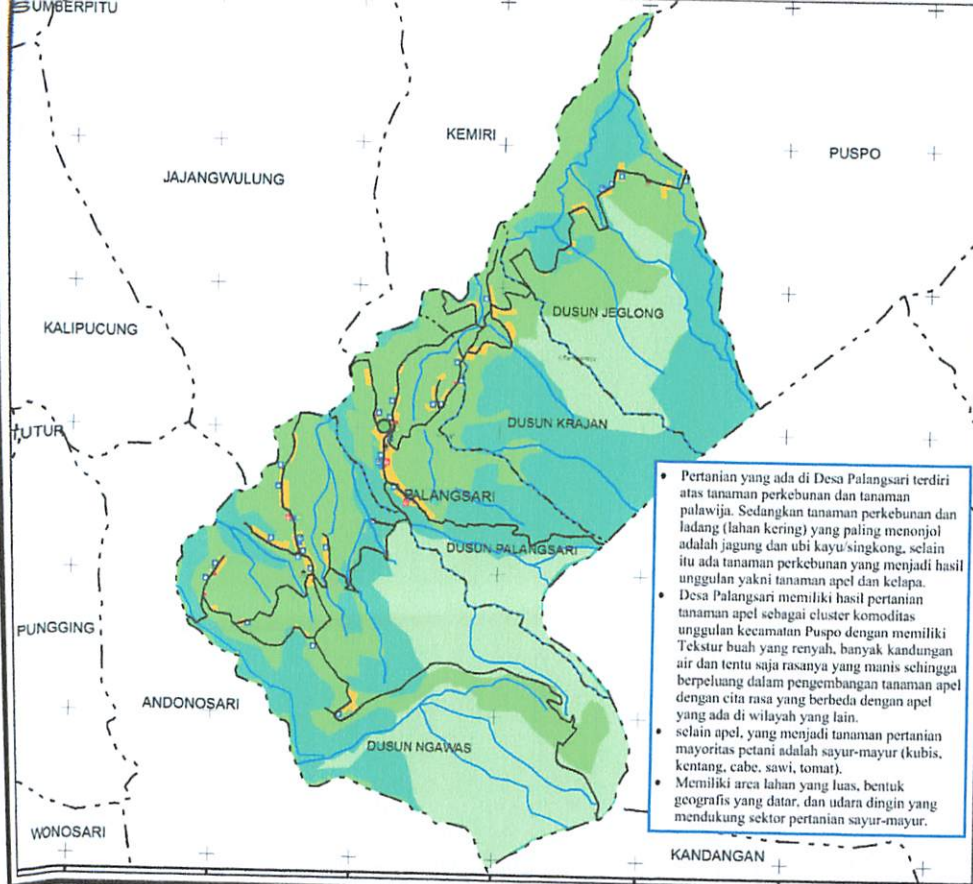 SUMBERPITU
KEMIRI
PUSPO
JAJANGWULUNG
KALIPUCUNG
DUSUN JEGLONG
DUSUN KRAJAN
TUTUR
PALANGSARI
DUSUN PALANGSARI
PUNGGING
ANDONOSARI
DUSUN NGAWAS
WONOSARI
KANDANGAN
• Pertanian yang ada di Desa Palangsari terdiri
atas tanaman perkebunan dan tanaman
palawija. Sedangkan tanaman perkebunan dan
ladang (lahan kering) yang paling menonjol
adalah jagung dan ubi kayu/singkong, selain
itu ada tanaman perkebunan yang menjadi hasil
unggulan yakni tanaman apel dan kelapa.
• Desa Palangsari memiliki hasil pertanian
tanaman apel sebagai cluster komoditas
unggulan kecamatan Puspo dengan memiliki
Tekstur buah yang renyah, banyak kandungan
air dan tentu saja rasanya yang manis sehingga
berpeluang dalam pengembangan tanaman apel
dengan cita rasa yang berbeda dengan apel
yang ada di wilayah yang lain.
• selain apel, yang menjadi tanaman pertanian
mayoritas petani adalah sayur-mayur (kubis,
kentang, cabe, sawi, tomat).
• Memiliki area lahan yang luas, bentuk
geografis yang datar, dan udara dingin yang
mendukung sektor pertanian sayur-mayur.